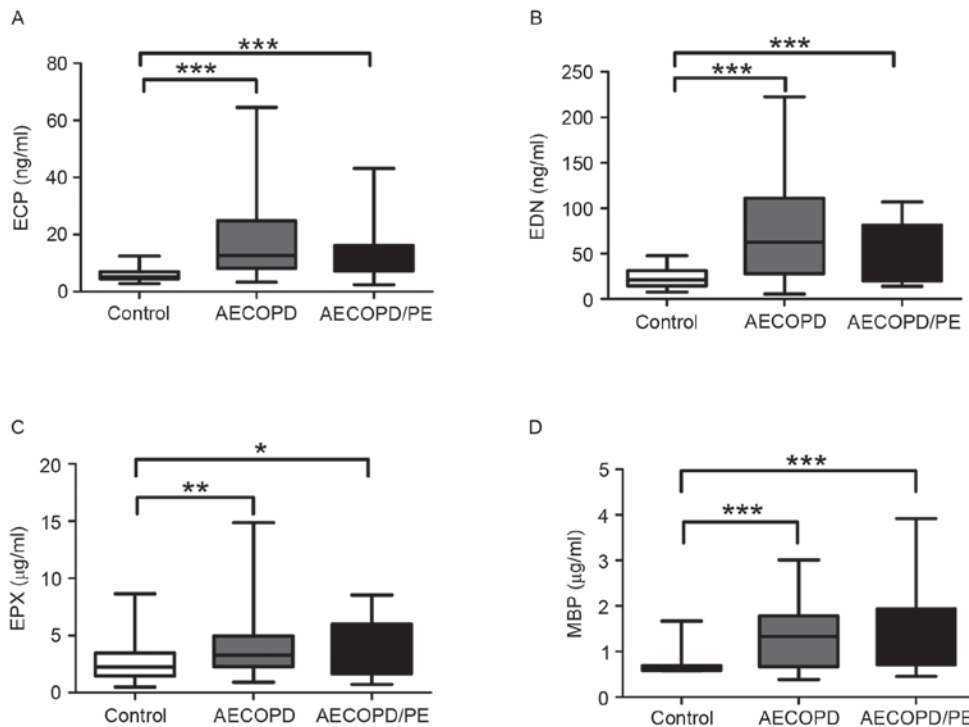 A
ECP (ng/ml)
80
60
40
20
0
***
***
Control AECOPD AECOPD/PE
B
EDN (ng/ml)
250
200
150
100
50
0
***
***
Control AECOPD AECOPD/PE
C
EPX (μg/ml)
20
15
10
5
0
*
**
Control AECOPD AECOPD/PE
D
MBP (μg/ml)
5
4
3
2
1
0
***
***
Control AECOPD AECOPD/PE